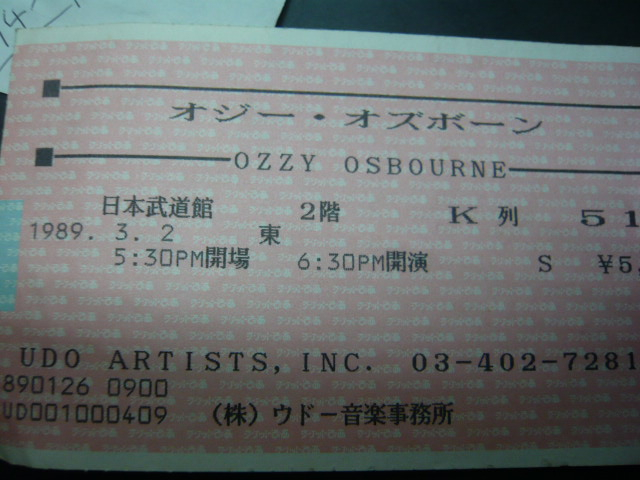 オジー・オズボーン
OZZY OSBOURNE
日本武道館 2階 K 列 51
1989. 3. 2 東
5:30PM開場 6:30PM開演 S ¥5,
UDO ARTISTS, INC. 03-402-7281
890126 0900
UD001000409 (株)ウドー音楽事務所